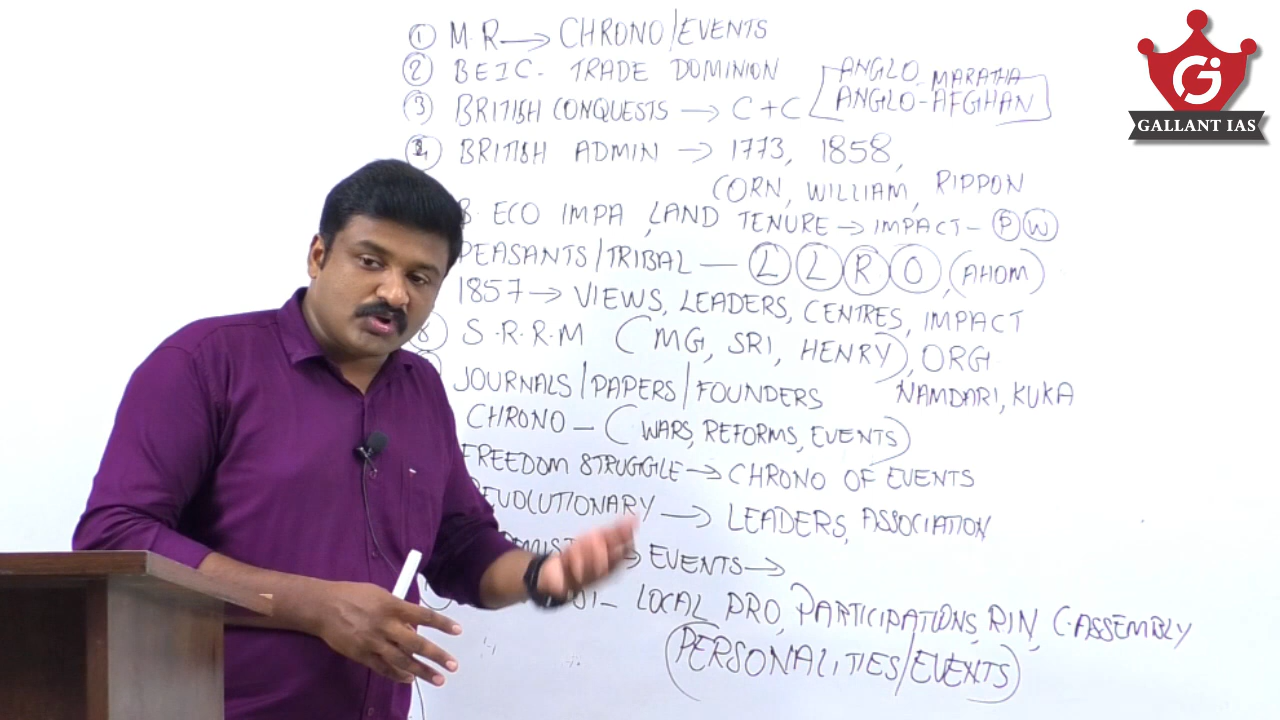 ① M.R → CHRONO/EVENTS
② BEIC- TRADE DOMINION
③ BRITISH CONQUESTS → C+C [ANGLO-MARATHA
ANGLO-AFGHAN]
BRITISH ADMIN → 1773, 1858,
CORN, WILLIAM, RIPPON
B. ECO IMPA, LAND TENURE → IMPACT- Ⓟ Ⓦ
PEASANTS/TRIBAL — Ⓛ Ⓛ Ⓡ Ⓞ, (AHOM)
1857 → VIEWS, LEADERS, CENTRES, IMPACT
8 S.R.R.M (MG, SRI, HENRY), ORG
NAMDARI, KUKA
JOURNALS/PAPERS/FOUNDERS
CHRONO – (WARS, REFORMS, EVENTS)
FREEDOM STRUGGLE → CHRONO OF EVENTS
REVOLUTIONARY → LEADERS, ASSOCIATION
→ EVENTS →
– LOCAL PRO, PARTICIPATIONS, RIN, C-ASSEMBLY
(PERSONALITIES/EVENTS)
GALLANT IAS